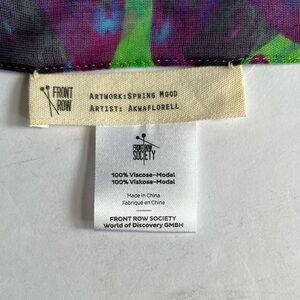 FRONT
ROW
ARTWORK:SPRING MOOD
ARTIST: AKWAFLORELL
FRONT ROW
SOCIETY
100% Viscose-Modal
100% Viskose-Modal
Made in China
Fabriqué en Chine
FRONT ROW SOCIETY
World of Discovery GMBH